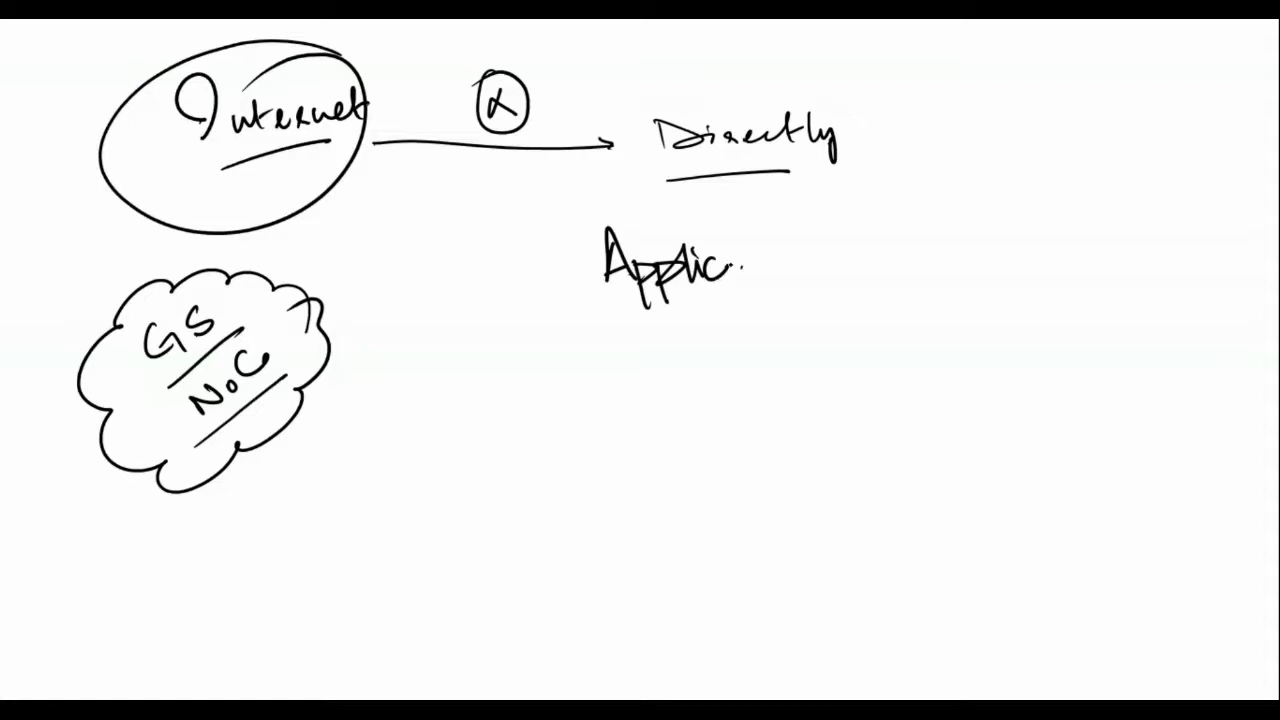 Internet
α
Directly
Applic
GS
NoC